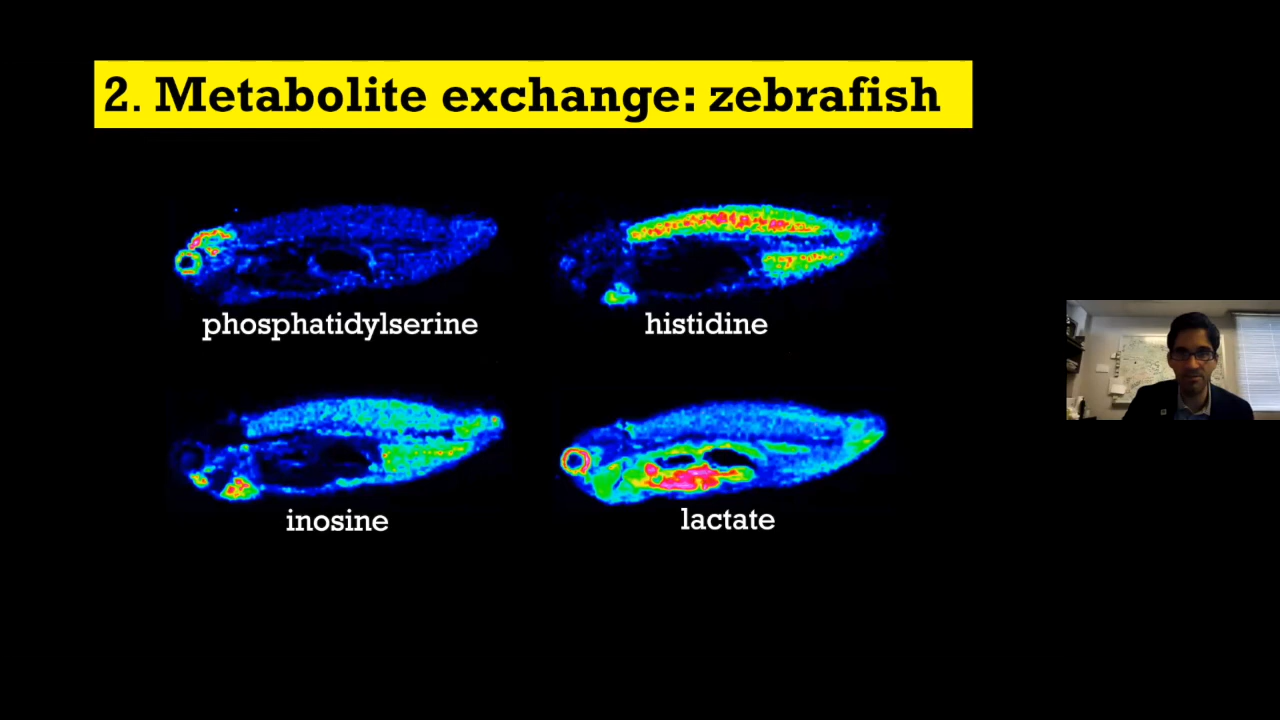 2. Metabolite exchange: zebrafish
phosphatidylserine
histidine
inosine
lactate